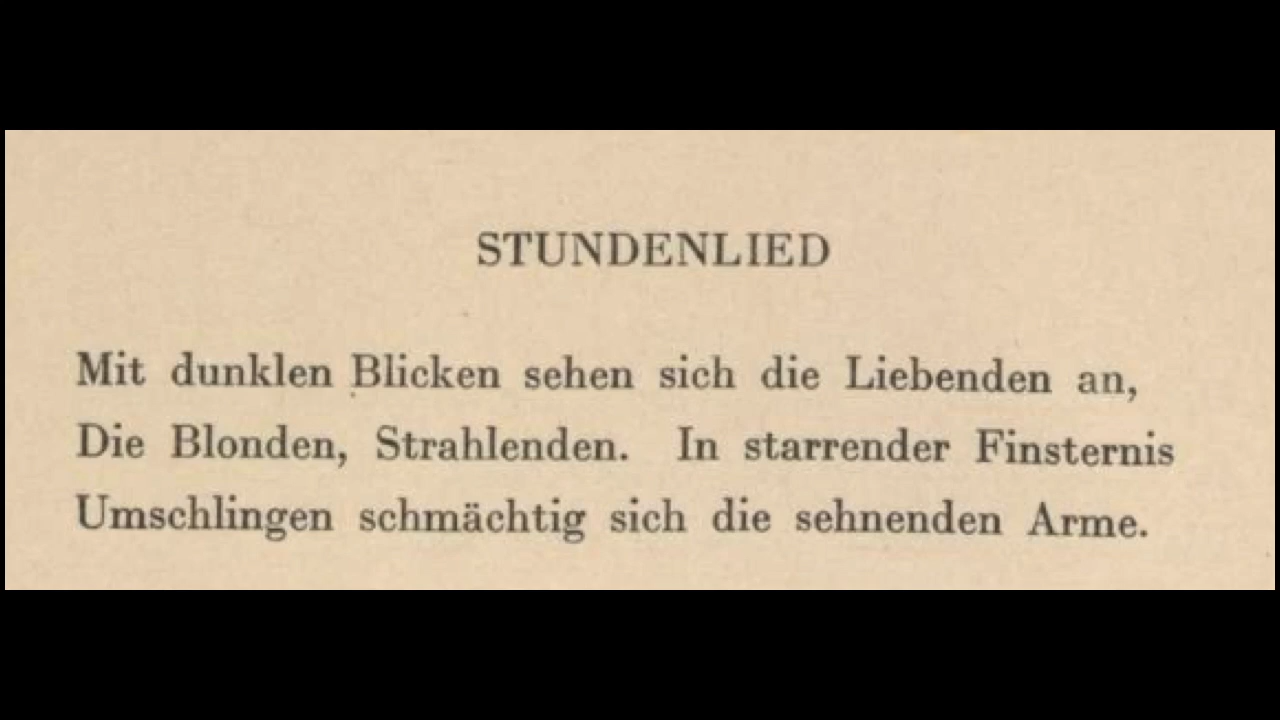 STUNDENLIED
Mit dunklen Blicken sehen sich die Liebenden an,
Die Blonden, Strahlenden. In starrender Finsternis
Umschlingen schmächtig sich die sehnenden Arme.